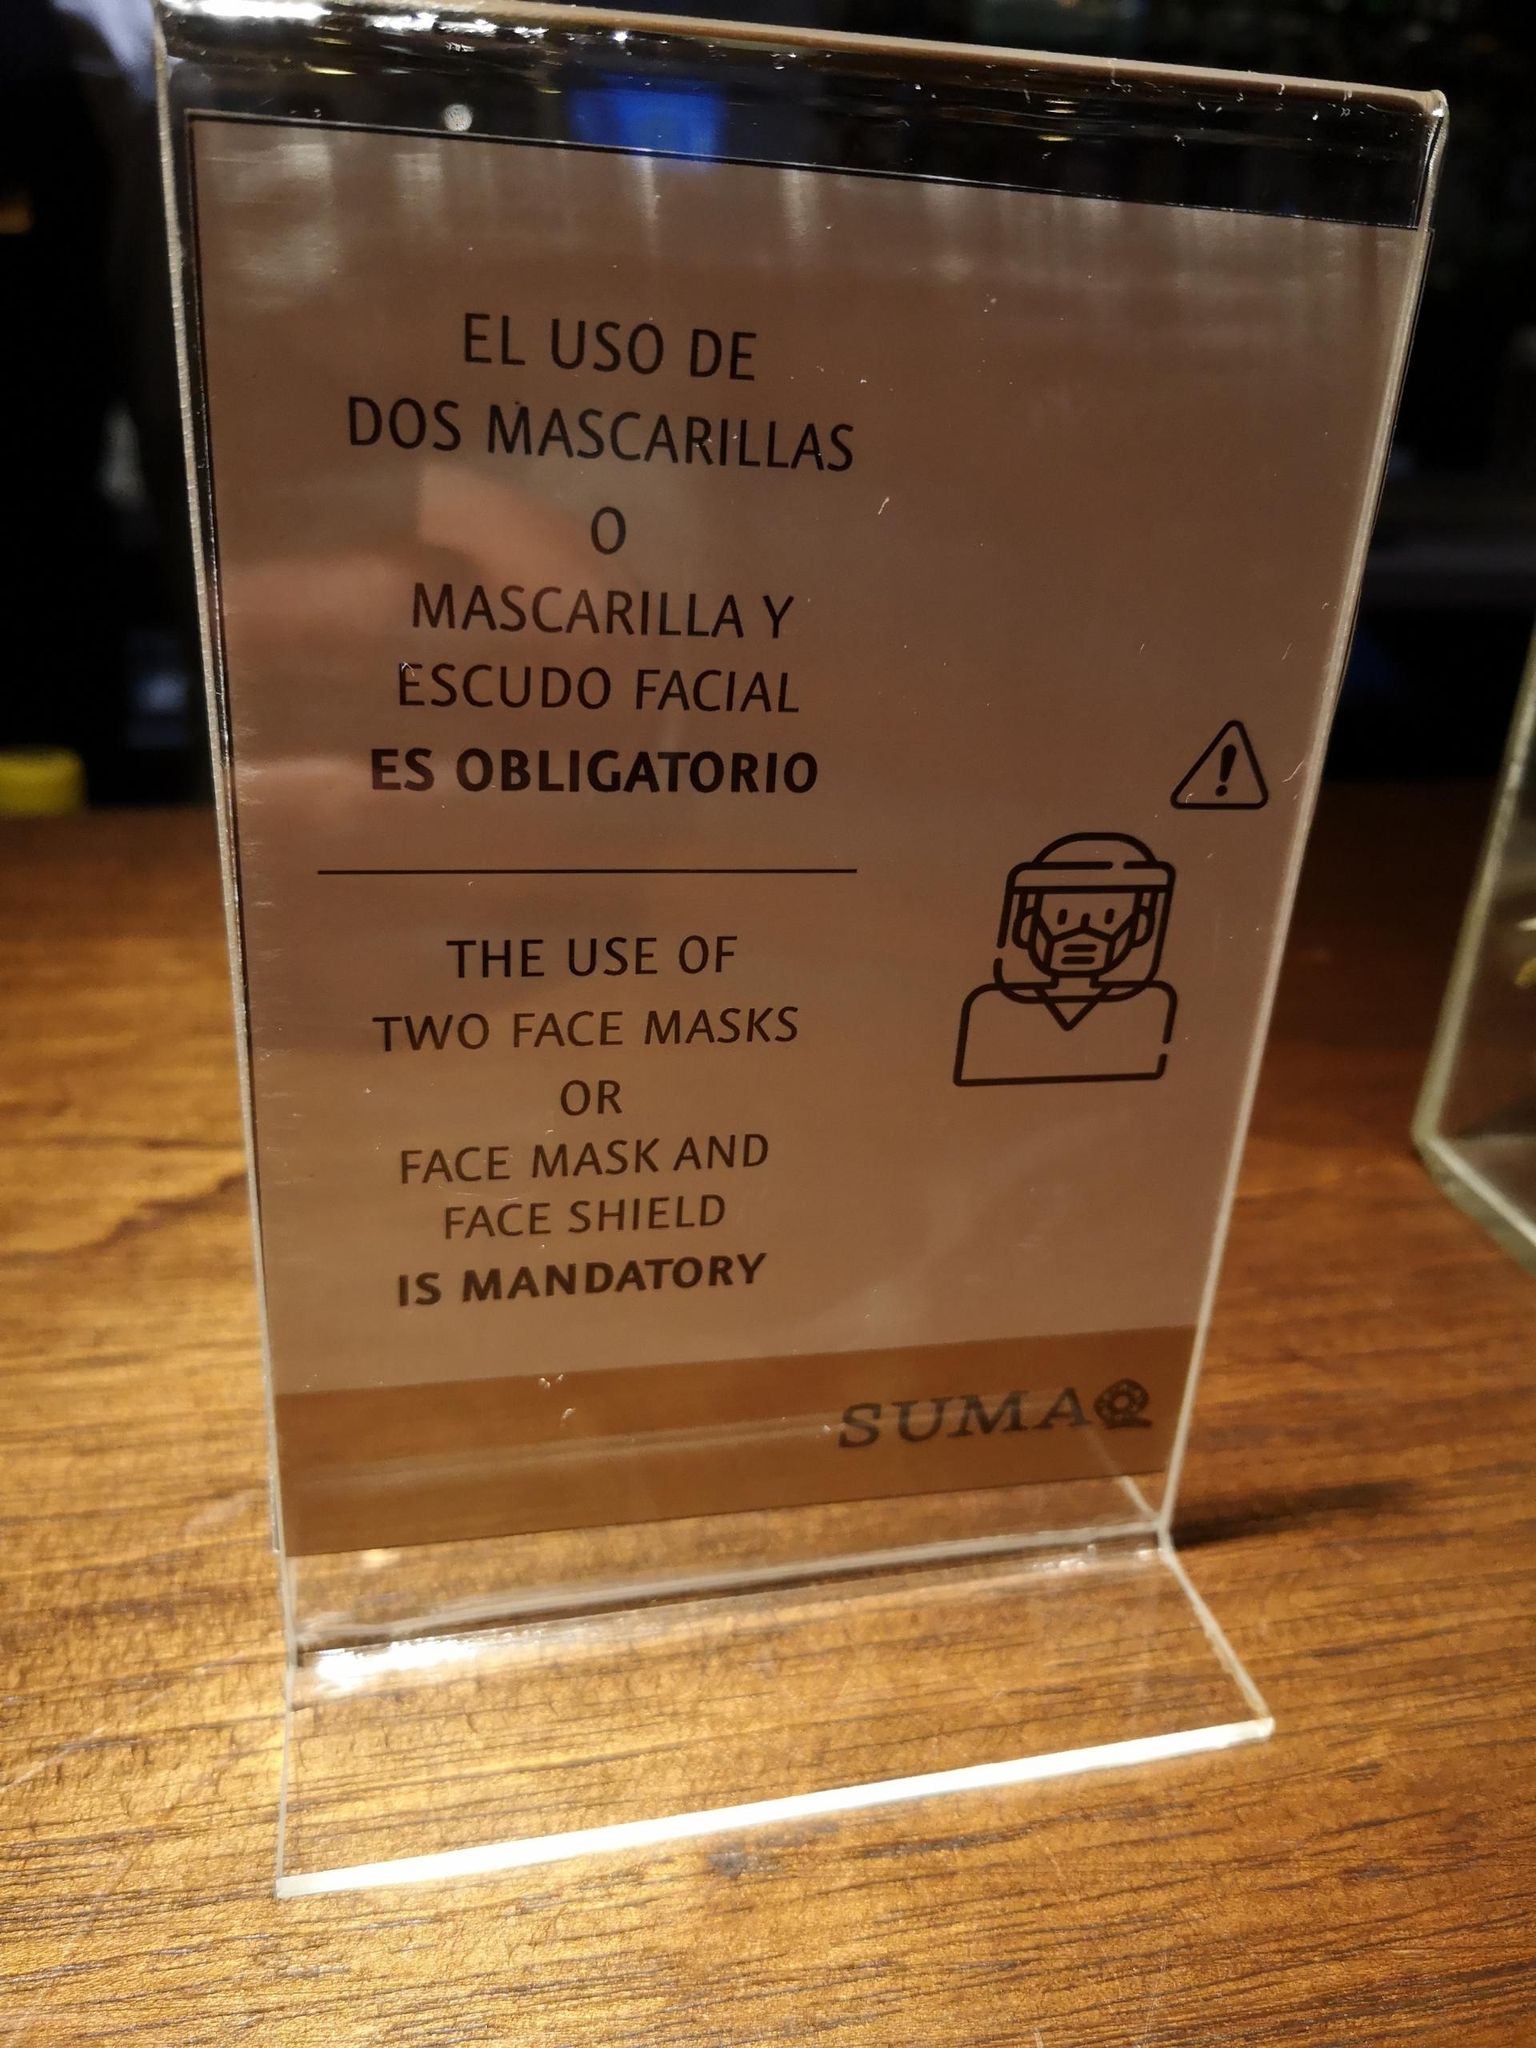 EL USO DE
DOS MASCARILLAS
O
MASCARILLA Y
ESCUDO FACIAL
ES OBLIGATORIO
THE USE OF
TWO FACE MASKS
OR
FACE MASK AND
FACE SHIELD
IS MANDATORY
SUMAQ